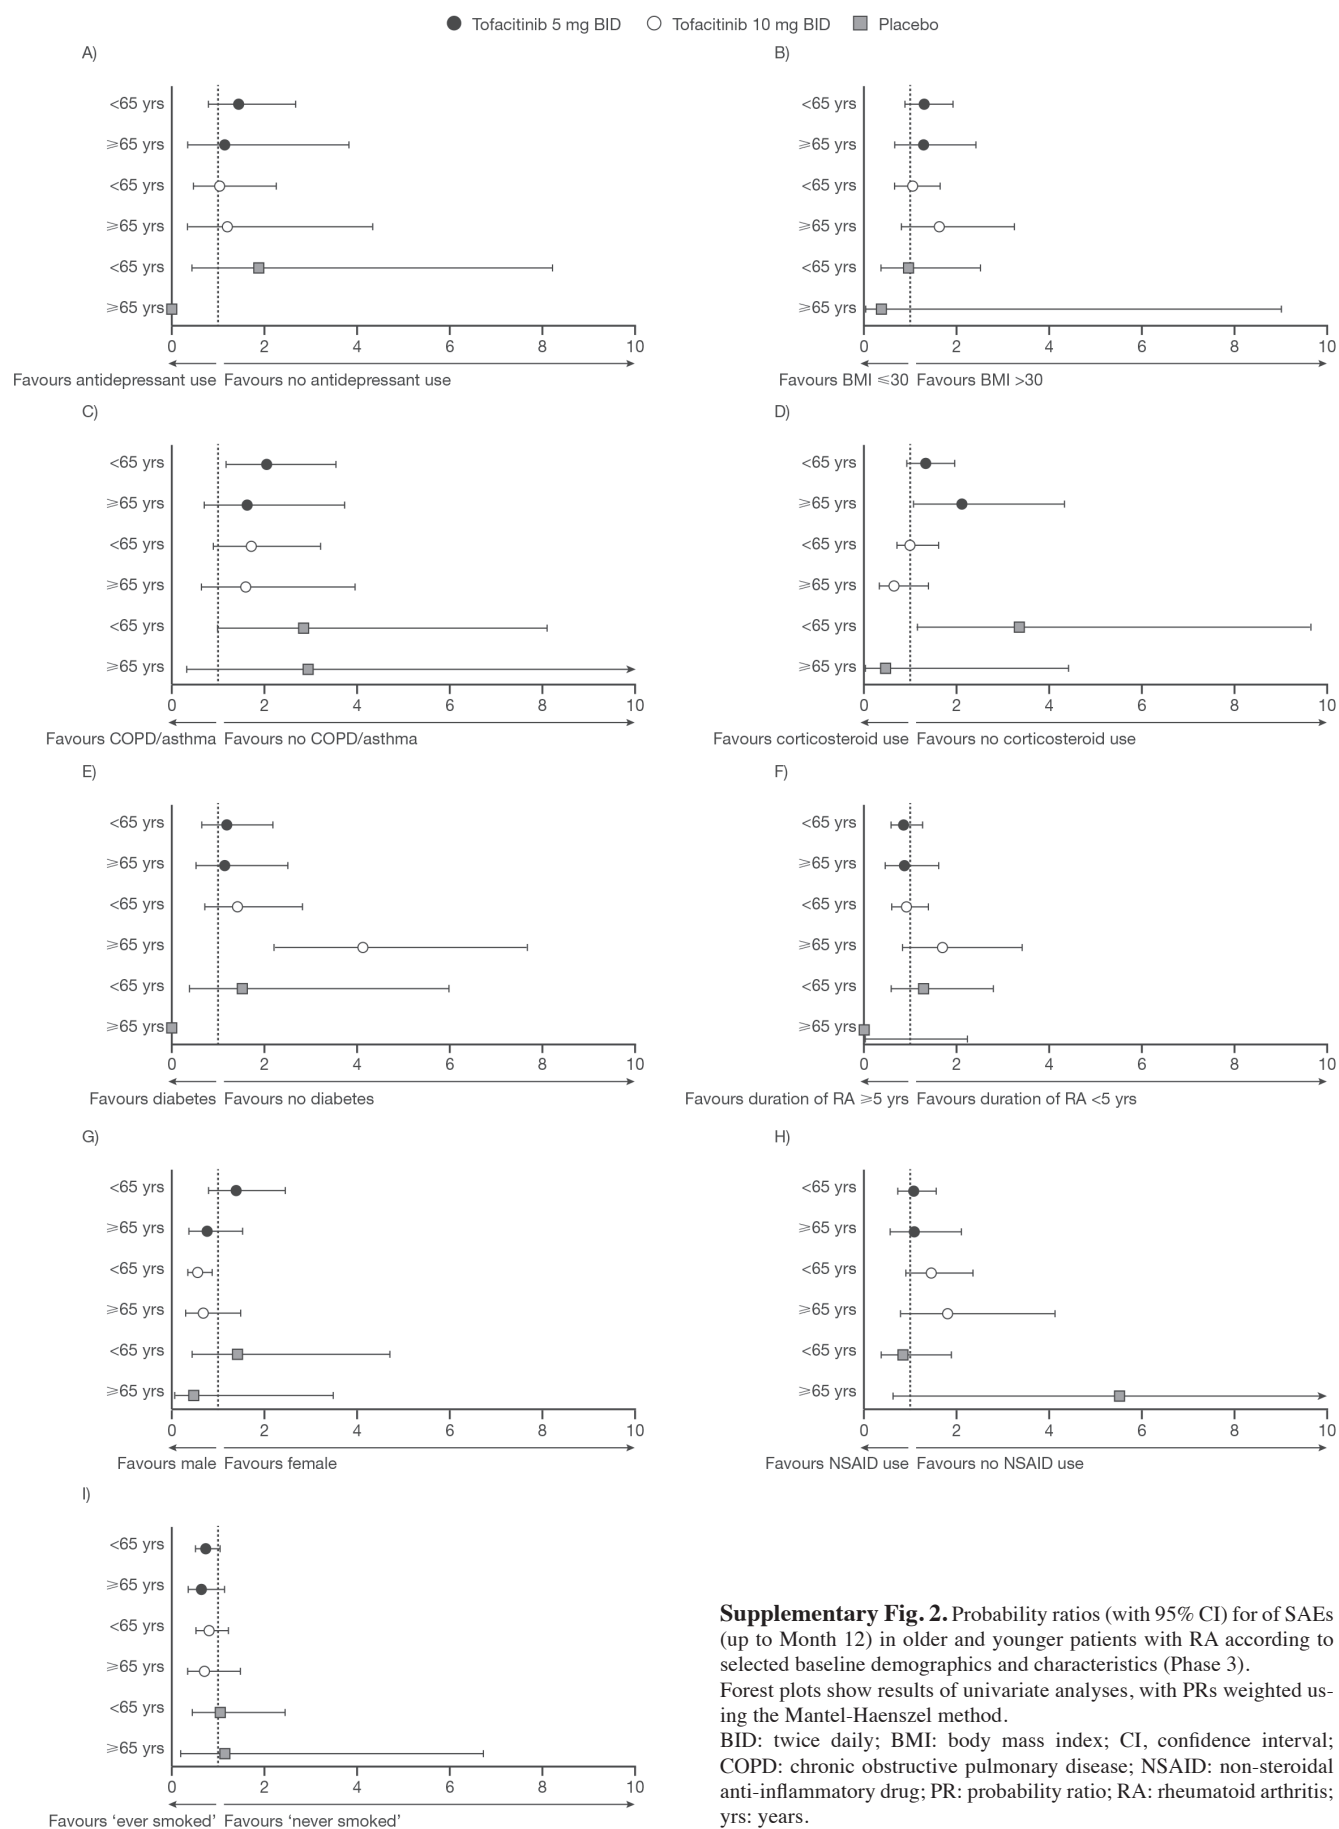 Tofacitinib 5 mg BID Tofacitinib 10 mg BID Placebo
A)
<65 yrs
⩾65 yrs
<65 yrs
⩾65 yrs
<65 yrs
⩾65 yrs
0 2 4 6 8 10
Favours antidepressant use Favours no antidepressant use
B)
<65 yrs
⩾65 yrs
<65 yrs
⩾65 yrs
<65 yrs
⩾65 yrs
0 2 4 6 8 10
Favours BMI ⩽30 Favours BMI >30
C)
<65 yrs
⩾65 yrs
<65 yrs
⩾65 yrs
<65 yrs
⩾65 yrs
0 2 4 6 8 10
Favours COPD/asthma Favours no COPD/asthma
D)
<65 yrs
⩾65 yrs
<65 yrs
⩾65 yrs
<65 yrs
⩾65 yrs
0 2 4 6 8 10
Favours corticosteroid use Favours no corticosteroid use
E)
<65 yrs
⩾65 yrs
<65 yrs
⩾65 yrs
<65 yrs
⩾65 yrs
0 2 4 6 8 10
Favours diabetes Favours no diabetes
F)
<65 yrs
⩾65 yrs
<65 yrs
⩾65 yrs
<65 yrs
⩾65 yrs
0 2 4 6 8 10
Favours duration of RA ⩾5 yrs Favours duration of RA <5 yrs
G)
<65 yrs
⩾65 yrs
<65 yrs
⩾65 yrs
<65 yrs
⩾65 yrs
0 2 4 6 8 10
Favours male Favours female
H)
<65 yrs
⩾65 yrs
<65 yrs
⩾65 yrs
<65 yrs
⩾65 yrs
0 2 4 6 8 10
Favours NSAID use Favours no NSAID use
I)
<65 yrs
⩾65 yrs
<65 yrs
⩾65 yrs
<65 yrs
⩾65 yrs
0 2 4 6 8 10
Favours ‘ever smoked’ Favours ‘never smoked’
Supplementary Fig. 2. Probability ratios (with 95% CI) for of SAEs
(up to Month 12) in older and younger patients with RA according to
selected baseline demographics and characteristics (Phase 3).
Forest plots show results of univariate analyses, with PRs weighted us-
ing the Mantel-Haenszel method.
BID: twice daily; BMI: body mass index; CI, confidence interval;
COPD: chronic obstructive pulmonary disease; NSAID: non-steroidal
anti-inflammatory drug; PR: probability ratio; RA: rheumatoid arthritis;
yrs: years.